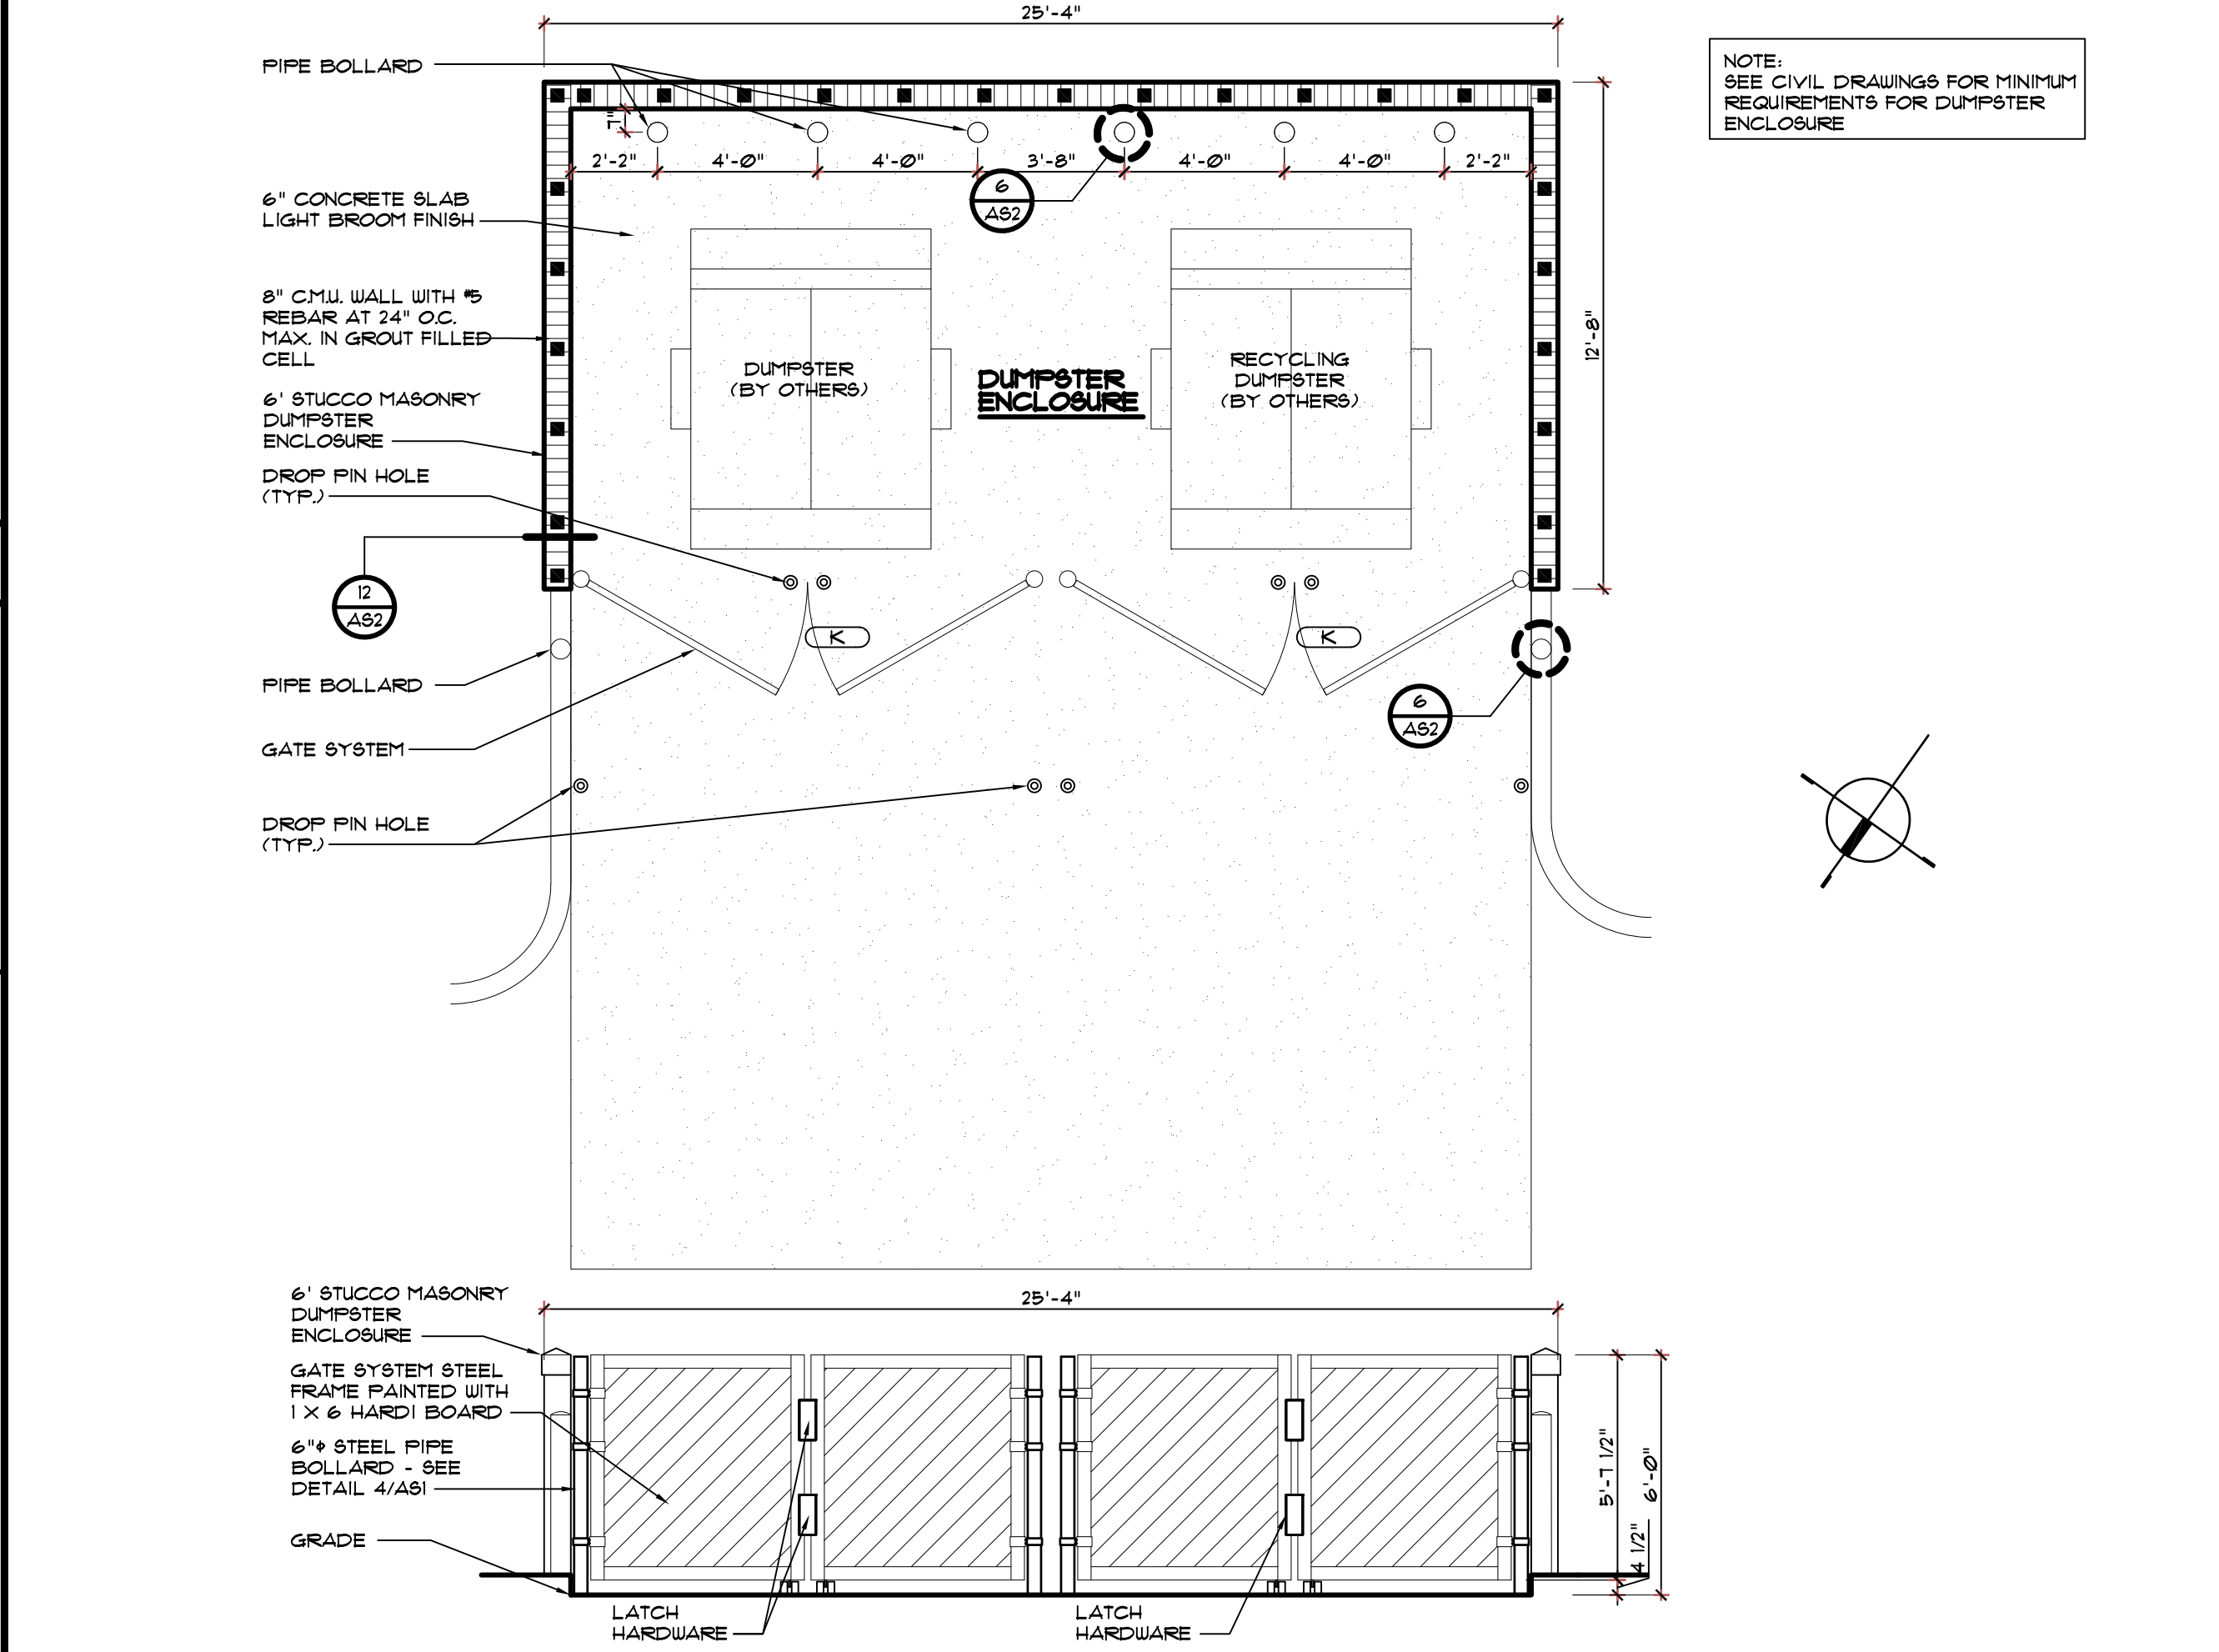 25'-4"
PIPE BOLLARD
NOTE:
SEE CIVIL DRAWINGS FOR MINIMUM
REQUIREMENTS FOR DUMPSTER
ENCLOSURE
7"
2'-2" 4'-0" 4'-0" 3'-8" 4'-0" 4'-0" 2'-2"
6
AS2
6" CONCRETE SLAB
LIGHT BROOM FINISH
8" C.M.U. WALL WITH #5
REBAR AT 24" O.C.
MAX. IN GROUT FILLED
CELL
12'-8"
DUMPSTER
(BY OTHERS)
DUMPSTER
ENCLOSURE
RECYCLING
DUMPSTER
(BY OTHERS)
6' STUCCO MASONRY
DUMPSTER
ENCLOSURE
DROP PIN HOLE
(TYP.)
12
AS2
K
K
PIPE BOLLARD
6
AS2
GATE SYSTEM
DROP PIN HOLE
(TYP.)
25'-4"
6' STUCCO MASONRY
DUMPSTER
ENCLOSURE
GATE SYSTEM STEEL
FRAME PAINTED WITH
1 X 6 HARDI BOARD
6"ϕ STEEL PIPE
BOLLARD - SEE
DETAIL 4/AS1
GRADE
5'-7 1/2"
4 1/2"
6'-0"
LATCH
HARDWARE
LATCH
HARDWARE